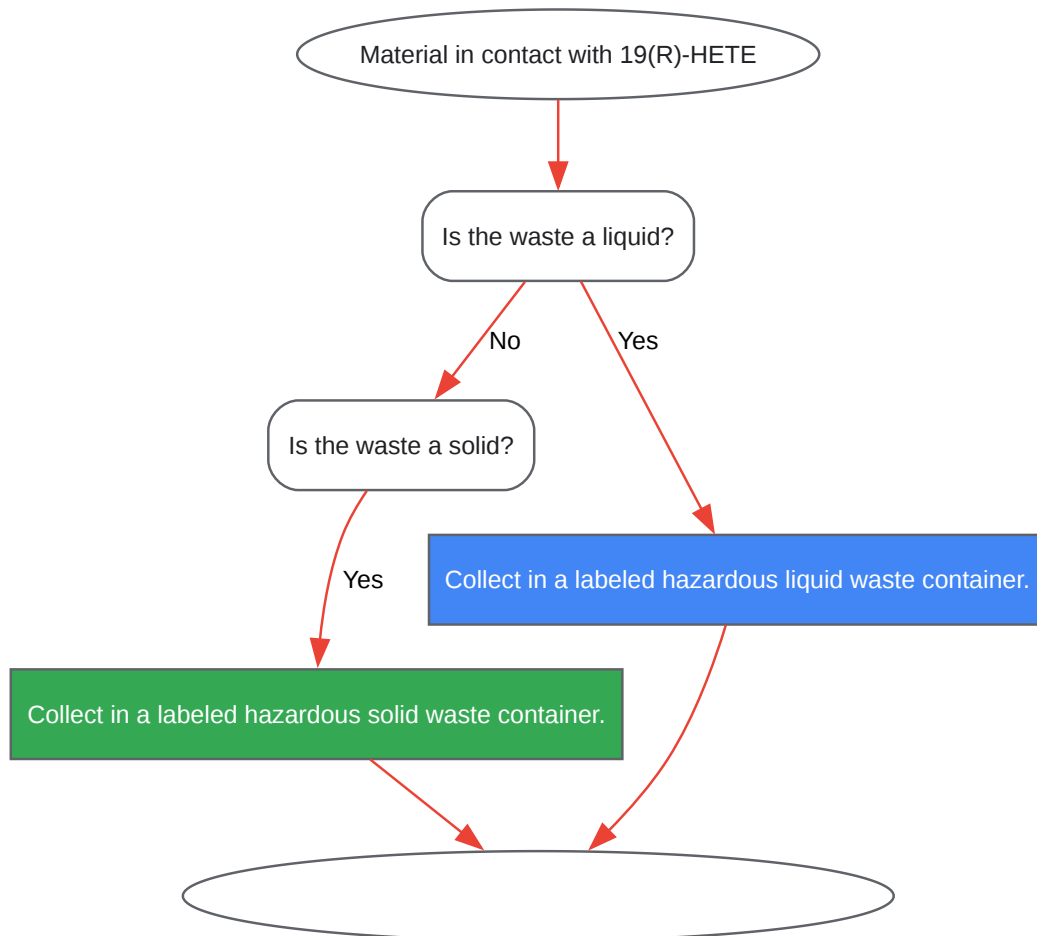 Material in contact with 19(R)-HETE
Is the waste a liquid?
No
Yes
Is the waste a solid?
Collect in a labeled hazardous liquid waste container.
Yes
Collect in a labeled hazardous solid waste container.